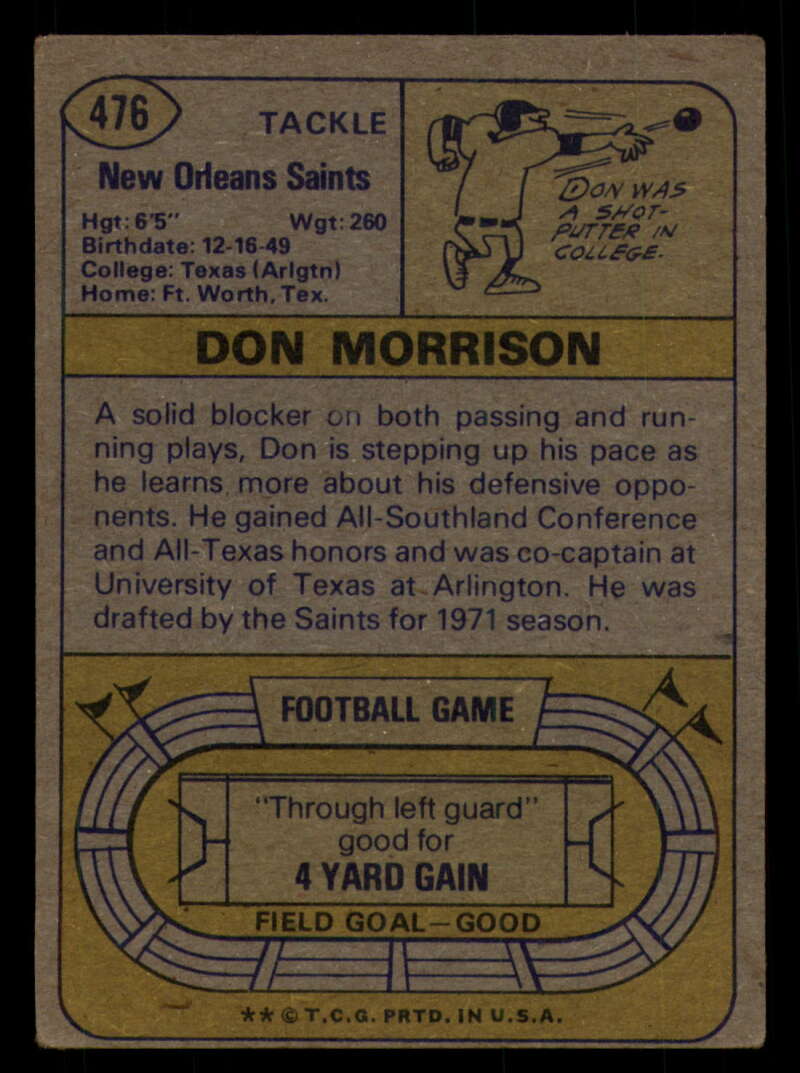 476
TACKLE
New Orleans Saints
Hgt: 6'5" Wgt: 260
Birthdate: 12-16-49
College: Texas (Arlgtn)
Home: Ft. Worth, Tex.
DON WAS
A SHOT-
PUTTER IN
COLLEGE.
DON MORRISON
A solid blocker on both passing and run-
ning plays, Don is stepping up his pace as
he learns more about his defensive oppo-
nents. He gained All-Southland Conference
and All-Texas honors and was co-captain at
University of Texas at Arlington. He was
drafted by the Saints for 1971 season.
FOOTBALL GAME
"Through left guard"
good for
4 YARD GAIN
FIELD GOAL—GOOD
** © T.C.G. PRTD. IN U.S.A.